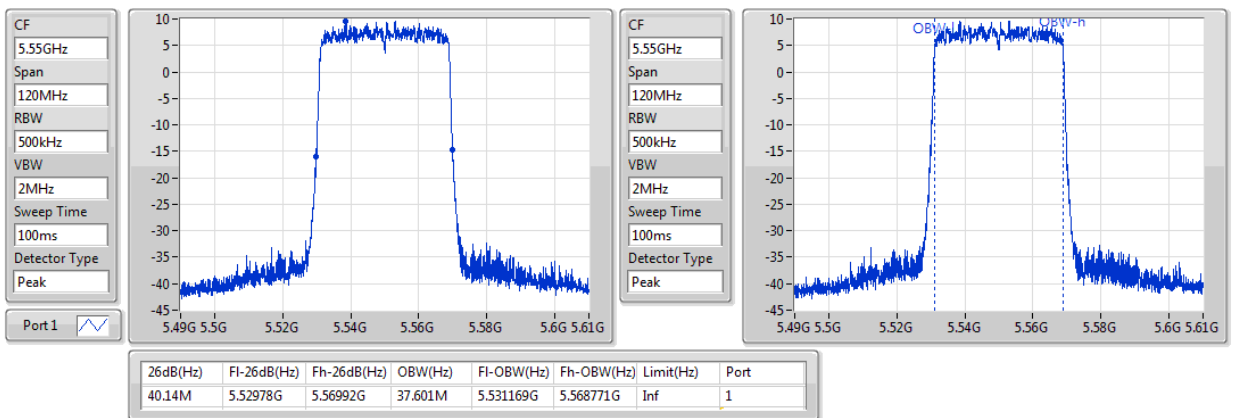 CF
5.55GHz
Span
120MHz
RBW
500kHz
VBW
2MHz
Sweep Time
100ms
Detector Type
Peak
Port 1
10
5
0
-5
-10
-15
-20
-25
-30
-35
-40
-45
5.49G 5.5G 5.52G 5.54G 5.56G 5.58G 5.6G 5.61G
CF
5.55GHz
Span
120MHz
RBW
500kHz
VBW
2MHz
Sweep Time
100ms
Detector Type
Peak
OBW-h
10
5
0
-5
-10
-15
-20
-25
-30
-35
-40
-45
5.49G 5.5G 5.52G 5.54G 5.56G 5.58G 5.6G 5.61G
26dB(Hz) Fl-26dB(Hz) Fh-26dB(Hz) OBW(Hz) Fl-OBW(Hz) Fh-OBW(Hz) Limit(Hz) Port
40.14M 5.52978G 5.56992G 37.601M 5.531169G 5.568771G Inf 1